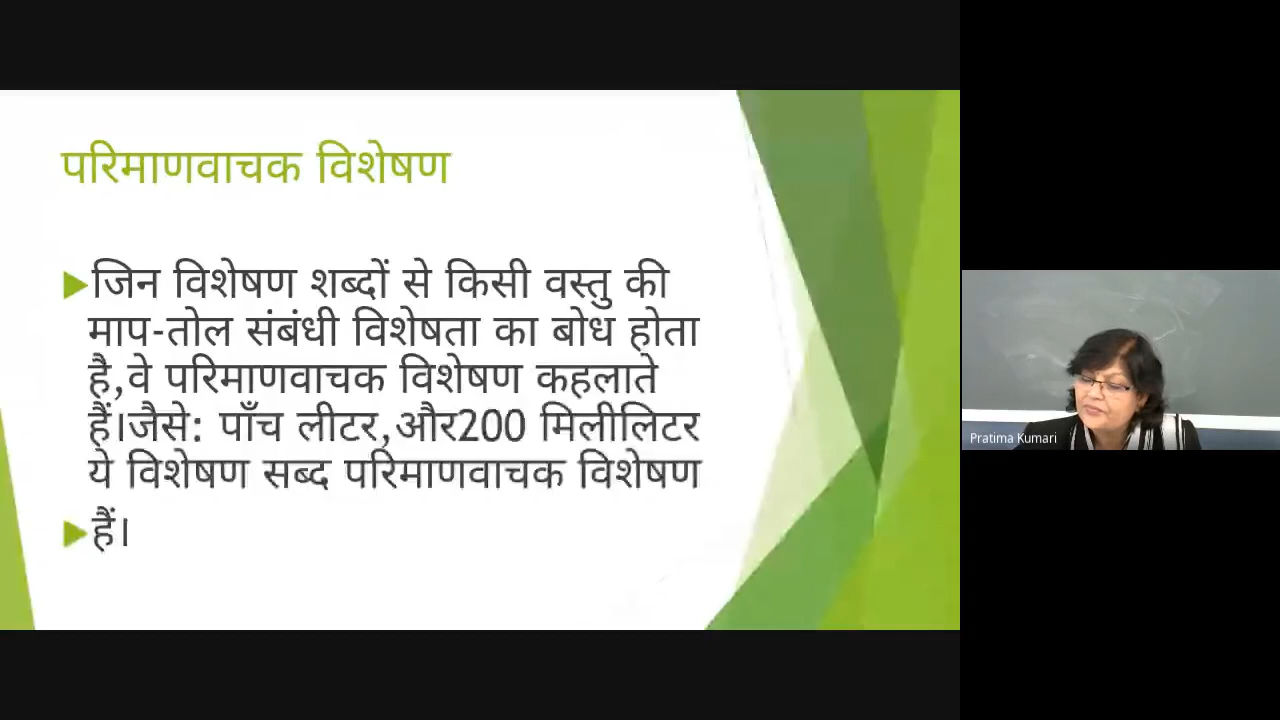 परिमाणवाचक विशेषण
जिन विशेषण शब्दों से किसी वस्तु की
माप-तोल संबंधी विशेषता का बोध होता
है,वे परिमाणवाचक विशेषण कहलाते
हैं।जैसे: पाँच लीटर,और200 मिलीलिटर
ये विशेषण सब्द परिमाणवाचक विशेषण
हैं।
Pratima Kumari